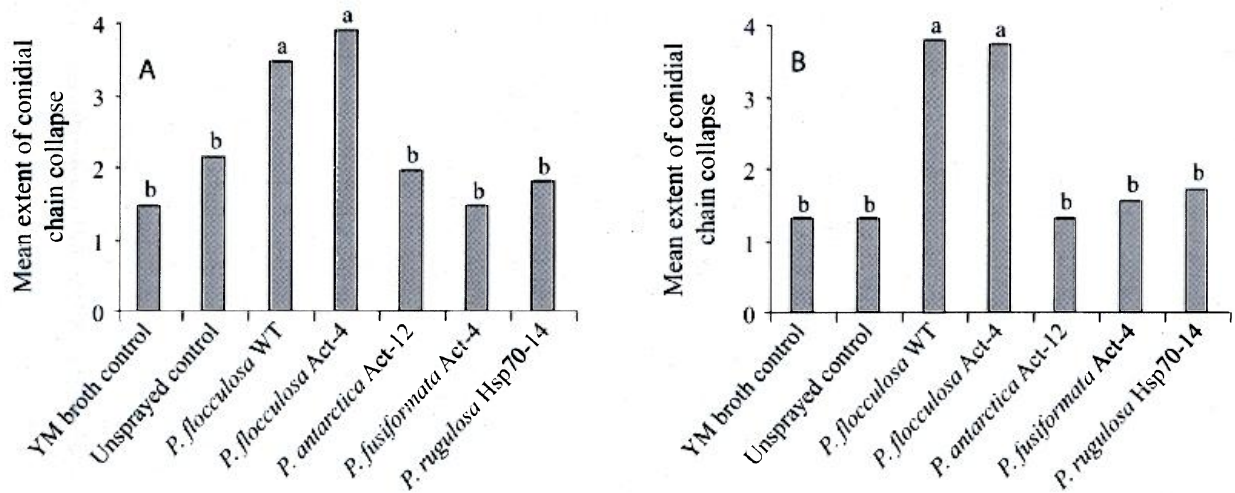 Mean extent of conidial
chain collapse
4
3
2
1
0
A
b
b
a
a
b
b
b
YM broth control
Unsprayed control
P. flocculosa WT
P. flocculosa Act-4
P. antarctica Act-12
P. fusiformata Act-4
P. rugulosa Hsp70-14
Mean extent of conidial
chain collapse
4
3
2
1
0
B
b
b
a
a
b
b
b
YM broth control
Unsprayed control
P. flocculosa WT
P. flocculosa Act-4
P. antarctica Act-12
P. fusiformata Act-4
P. rugulosa Hsp70-14